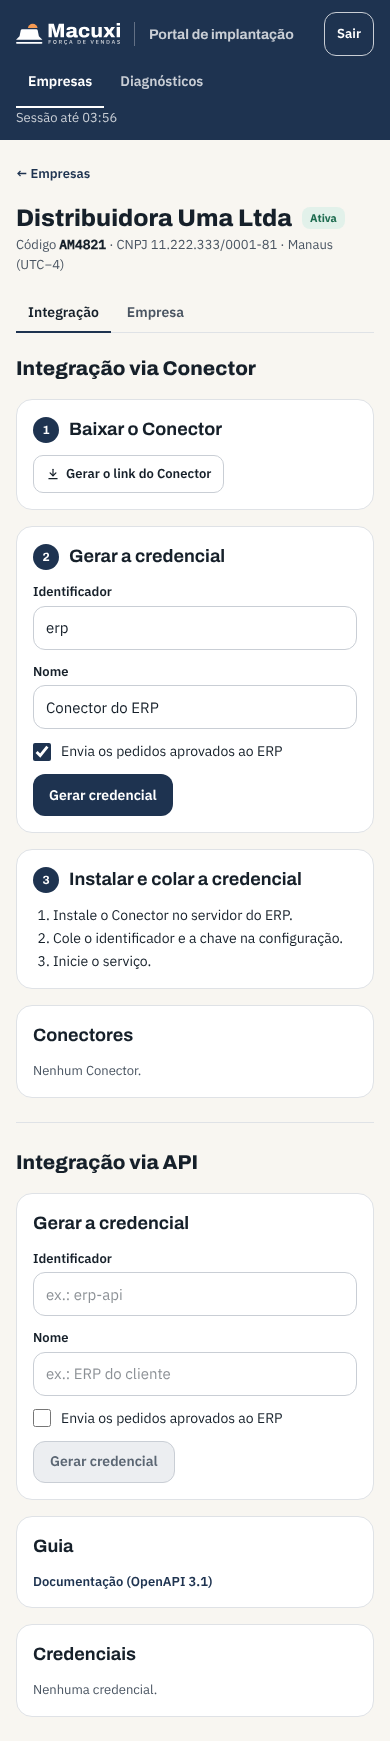 Macuxi
FORÇA DE VENDAS
Portal de implantação
Sair
Empresas
Diagnósticos
Sessão até 03:56
← Empresas
Distribuidora Uma Ltda
Ativa
Código AM4821 · CNPJ 11.222.333/0001-81 · Manaus
(UTC−4)
Integração
Empresa
Integração via Conector
1 Baixar o Conector
Gerar o link do Conector
2 Gerar a credencial
Identificador
erp
Nome
Conector do ERP
Envia os pedidos aprovados ao ERP
Gerar credencial
3 Instalar e colar a credencial
1. Instale o Conector no servidor do ERP.
2. Cole o identificador e a chave na configuração.
3. Inicie o serviço.
Conectores
Nenhum Conector.
Integração via API
Gerar a credencial
Identificador
ex.: erp-api
Nome
ex.: ERP do cliente
Envia os pedidos aprovados ao ERP
Gerar credencial
Guia
Documentação (OpenAPI 3.1)
Credenciais
Nenhuma credencial.